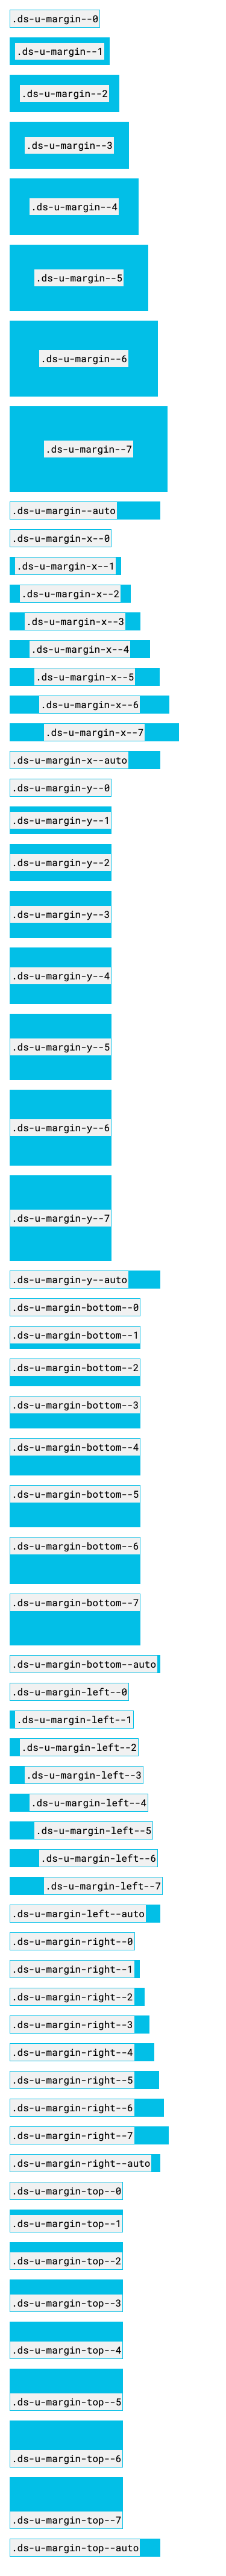 .ds-u-margin--0
.ds-u-margin--1
.ds-u-margin--2
.ds-u-margin--3
.ds-u-margin--4
.ds-u-margin--5
.ds-u-margin--6
.ds-u-margin--7
.ds-u-margin--auto
.ds-u-margin-x--0
.ds-u-margin-x--1
.ds-u-margin-x--2
.ds-u-margin-x--3
.ds-u-margin-x--4
.ds-u-margin-x--5
.ds-u-margin-x--6
.ds-u-margin-x--7
.ds-u-margin-x--auto
.ds-u-margin-y--0
.ds-u-margin-y--1
.ds-u-margin-y--2
.ds-u-margin-y--3
.ds-u-margin-y--4
.ds-u-margin-y--5
.ds-u-margin-y--6
.ds-u-margin-y--7
.ds-u-margin-y--auto
.ds-u-margin-bottom--0
.ds-u-margin-bottom--1
.ds-u-margin-bottom--2
.ds-u-margin-bottom--3
.ds-u-margin-bottom--4
.ds-u-margin-bottom--5
.ds-u-margin-bottom--6
.ds-u-margin-bottom--7
.ds-u-margin-bottom--auto
.ds-u-margin-left--0
.ds-u-margin-left--1
.ds-u-margin-left--2
.ds-u-margin-left--3
.ds-u-margin-left--4
.ds-u-margin-left--5
.ds-u-margin-left--6
.ds-u-margin-left--7
.ds-u-margin-left--auto
.ds-u-margin-right--0
.ds-u-margin-right--1
.ds-u-margin-right--2
.ds-u-margin-right--3
.ds-u-margin-right--4
.ds-u-margin-right--5
.ds-u-margin-right--6
.ds-u-margin-right--7
.ds-u-margin-right--auto
.ds-u-margin-top--0
.ds-u-margin-top--1
.ds-u-margin-top--2
.ds-u-margin-top--3
.ds-u-margin-top--4
.ds-u-margin-top--5
.ds-u-margin-top--6
.ds-u-margin-top--7
.ds-u-margin-top--auto